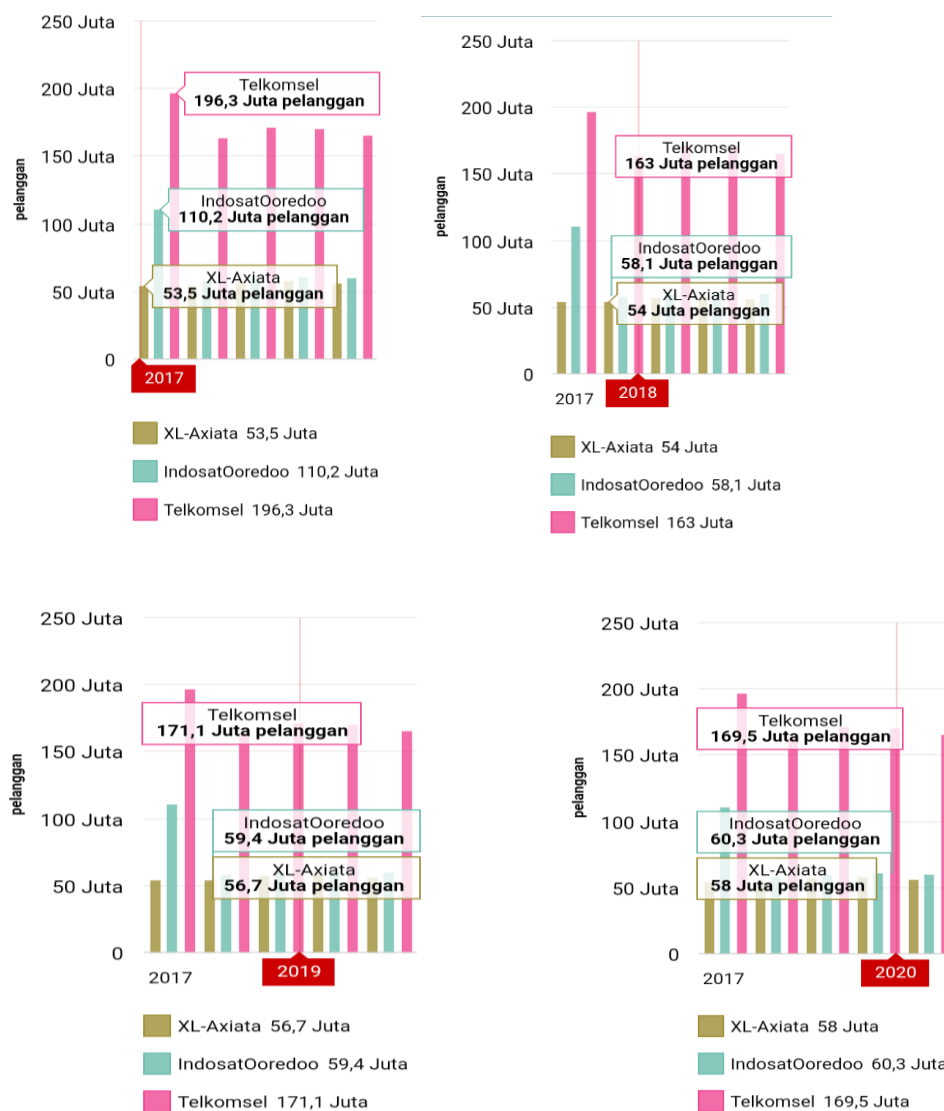 250 Juta
200 Juta
150 Juta
100 Juta
50 Juta
0
pelanggan
Telkomsel
196,3 Juta pelanggan
IndosatOoredoo
110,2 Juta pelanggan
XL-Axiata
53,5 Juta pelanggan
2017
XL-Axiata 53,5 Juta
IndosatOoredoo 110,2 Juta
Telkomsel 196,3 Juta
250 Juta
200 Juta
150 Juta
100 Juta
50 Juta
0
pelanggan
Telkomsel
163 Juta pelanggan
IndosatOoredoo
58,1 Juta pelanggan
XL-Axiata
54 Juta pelanggan
2017 2018
XL-Axiata 54 Juta
IndosatOoredoo 58,1 Juta
Telkomsel 163 Juta
250 Juta
200 Juta
150 Juta
100 Juta
50 Juta
0
pelanggan
Telkomsel
171,1 Juta pelanggan
IndosatOoredoo
59,4 Juta pelanggan
XL-Axiata
56,7 Juta pelanggan
2017 2019
XL-Axiata 56,7 Juta
IndosatOoredoo 59,4 Juta
Telkomsel 171,1 Juta
250 Juta
200 Juta
150 Juta
100 Juta
50 Juta
0
pelanggan
Telkomsel
169,5 Juta pelanggan
IndosatOoredoo
60,3 Juta pelanggan
XL-Axiata
58 Juta pelanggan
2017 2020
XL-Axiata 58 Juta
IndosatOoredoo 60,3 Juta
Telkomsel 169,5 Juta